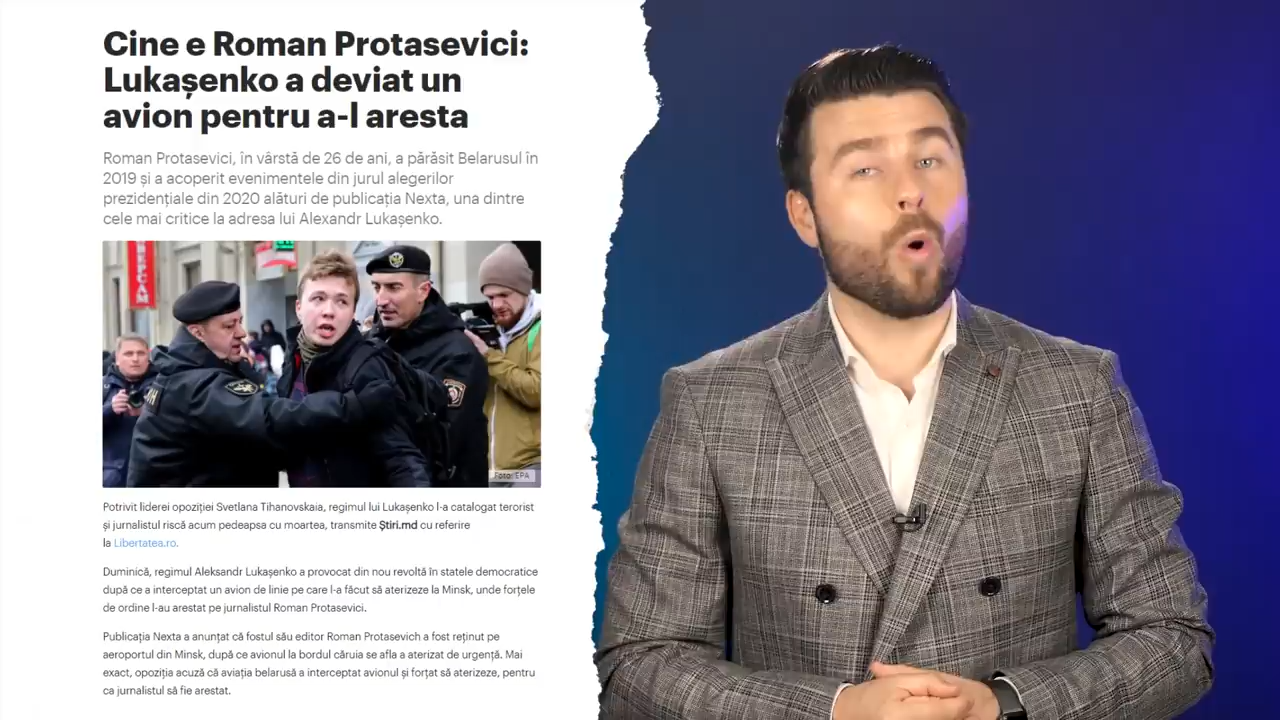 Cine e Roman Protasevici:
Lukașenko a deviat un
avion pentru a-l aresta
Roman Protasevici, în vârstă de 26 de ani, a părăsit Belarusul în
2019 și a acoperit evenimentele din jurul alegerilor
prezidențiale din 2020 alături de publicația Nexta, una dintre
cele mai critice la adresa lui Alexandr Lukașenko.
ВЕРСАМ
Foto: EPA
Potrivit liderei opoziției Svetlana Tihanovskaia, regimul lui Lukașenko l-a catalogat terorist
și jurnalistul riscă acum pedeapsa cu moartea, transmite Știri.md cu referire
la Libertatea.ro.
Duminică, regimul Aleksandr Lukașenko a provocat din nou revoltă în statele democratice
după ce a interceptat un avion de linie pe care l-a făcut să aterizeze la Minsk, unde forțele
de ordine l-au arestat pe jurnalistul Roman Protasevici.
Publicația Nexta a anunțat că fostul său editor Roman Protasevich a fost reținut pe
aeroportul din Minsk, după ce avionul la bordul căruia se afla a aterizat de urgență. Mai
exact, opoziția acuză că aviația belarusă a interceptat avionul și forțat să aterizeze, pentru
ca jurnalistul să fie arestat.